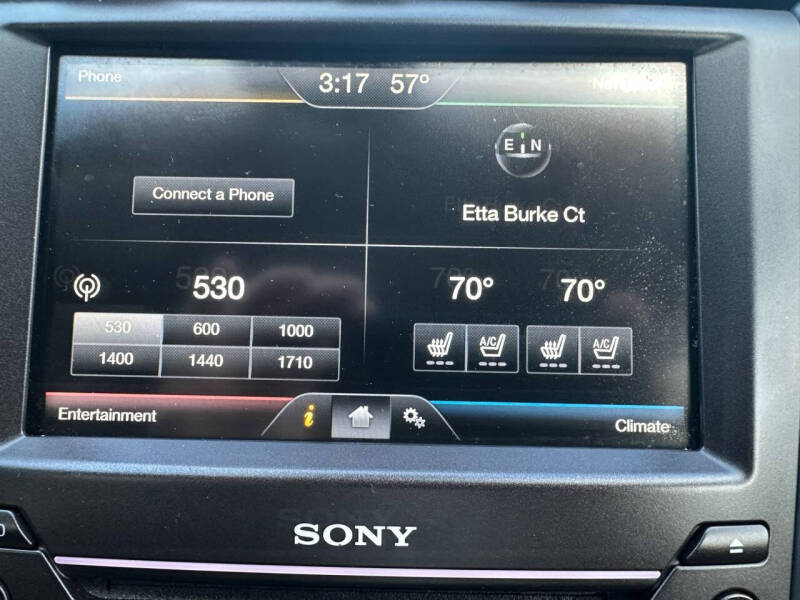 Phone 3:17 57° Navigation
E N
Connect a Phone
Etta Burke Ct
530 70° 70°
530 600 1000
1400 1440 1710
A/C A/C
Entertainment i Climate
SONY